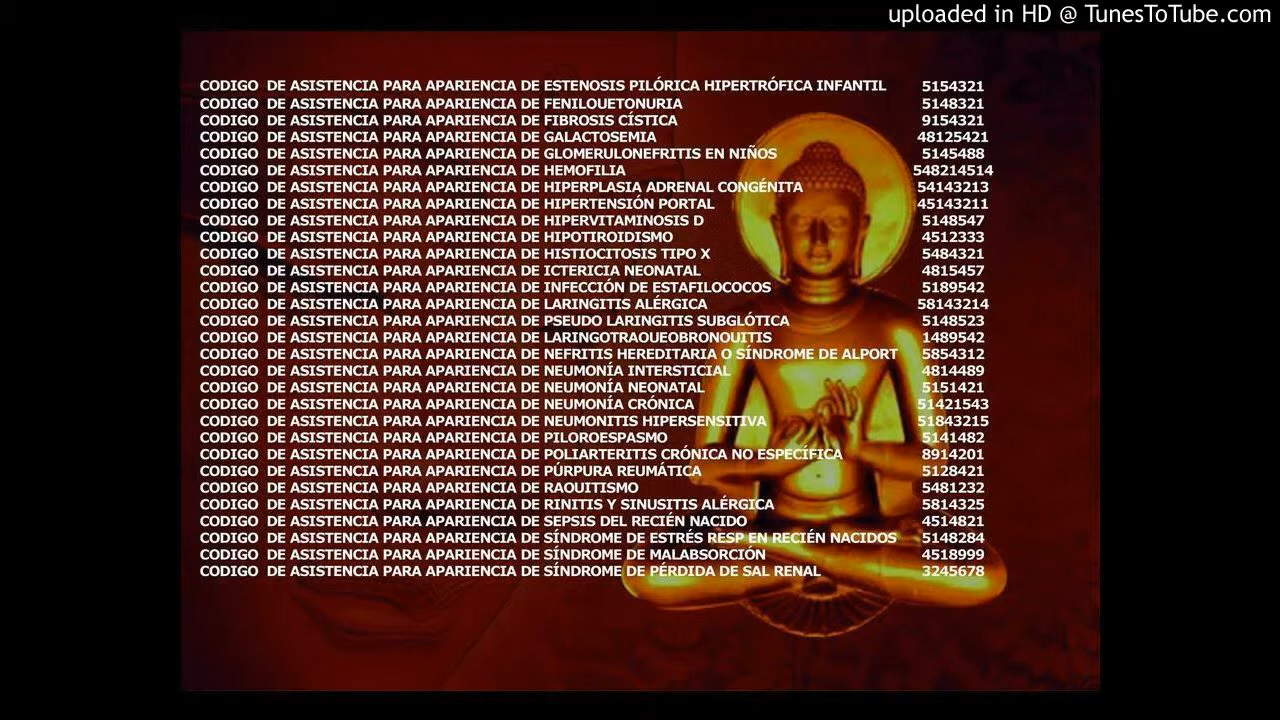 uploaded in HD @ TunesToTube.com
CODIGO DE ASISTENCIA PARA APARIENCIA DE ESTENOSIS PILÓRICA HIPERTRÓFICA INFANTIL 5154321
CODIGO DE ASISTENCIA PARA APARIENCIA DE FENILOUETONURIA 5148321
CODIGO DE ASISTENCIA PARA APARIENCIA DE FIBROSIS CÍSTICA 9154321
CODIGO DE ASISTENCIA PARA APARIENCIA DE GALACTOSEMIA 48125421
CODIGO DE ASISTENCIA PARA APARIENCIA DE GLOMERULONEFRITIS EN NIÑOS 5145488
CODIGO DE ASISTENCIA PARA APARIENCIA DE HEMOFILIA 548214514
CODIGO DE ASISTENCIA PARA APARIENCIA DE HIPERPLASIA ADRENAL CONGÉNITA 54143213
CODIGO DE ASISTENCIA PARA APARIENCIA DE HIPERTENSIÓN PORTAL 45143211
CODIGO DE ASISTENCIA PARA APARIENCIA DE HIPERVITAMINOSIS D 5148547
CODIGO DE ASISTENCIA PARA APARIENCIA DE HIPOTIROIDISMO 4512333
CODIGO DE ASISTENCIA PARA APARIENCIA DE HISTIOCITOSIS TIPO X 5484321
CODIGO DE ASISTENCIA PARA APARIENCIA DE ICTERICIA NEONATAL 4815457
CODIGO DE ASISTENCIA PARA APARIENCIA DE INFECCIÓN DE ESTAFILOCOCOS 5189542
CODIGO DE ASISTENCIA PARA APARIENCIA DE LARINGITIS ALÉRGICA 58143214
CODIGO DE ASISTENCIA PARA APARIENCIA DE PSEUDO LARINGITIS SUBGLÓTICA 5148523
CODIGO DE ASISTENCIA PARA APARIENCIA DE LARINGOTRAOUEOBRONOUITIS 1489542
CODIGO DE ASISTENCIA PARA APARIENCIA DE NEFRITIS HEREDITARIA O SÍNDROME DE ALPORT 5854312
CODIGO DE ASISTENCIA PARA APARIENCIA DE NEUMONÍA INTERSTICIAL 4814489
CODIGO DE ASISTENCIA PARA APARIENCIA DE NEUMONÍA NEONATAL 5151421
CODIGO DE ASISTENCIA PARA APARIENCIA DE NEUMONÍA CRÓNICA 51421543
CODIGO DE ASISTENCIA PARA APARIENCIA DE NEUMONITIS HIPERSENSITIVA 51843215
CODIGO DE ASISTENCIA PARA APARIENCIA DE PILOROESPASMO 5141482
CODIGO DE ASISTENCIA PARA APARIENCIA DE POLIARTERITIS CRÓNICA NO ESPECÍFICA 8914201
CODIGO DE ASISTENCIA PARA APARIENCIA DE PÚRPURA REUMÁTICA 5128421
CODIGO DE ASISTENCIA PARA APARIENCIA DE RAOUITISMO 5481232
CODIGO DE ASISTENCIA PARA APARIENCIA DE RINITIS Y SINUSITIS ALÉRGICA 5814325
CODIGO DE ASISTENCIA PARA APARIENCIA DE SEPSIS DEL RECIÉN NACIDO 4514821
CODIGO DE ASISTENCIA PARA APARIENCIA DE SÍNDROME DE ESTRÉS RESP EN RECIÉN NACIDOS 5148284
CODIGO DE ASISTENCIA PARA APARIENCIA DE SÍNDROME DE MALABSORCIÓN 4518999
CODIGO DE ASISTENCIA PARA APARIENCIA DE SÍNDROME DE PÉRDIDA DE SAL RENAL 3245678